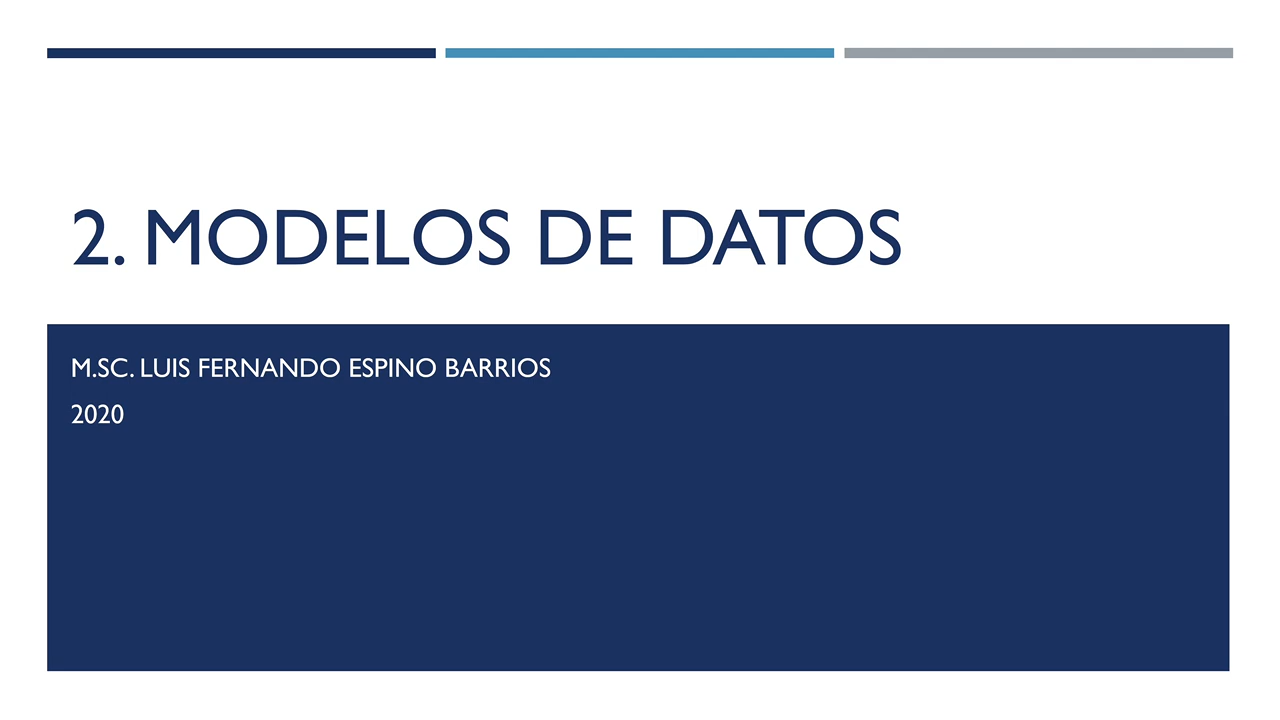 2. MODELOS DE DATOS
M.SC. LUIS FERNANDO ESPINO BARRIOS
2020